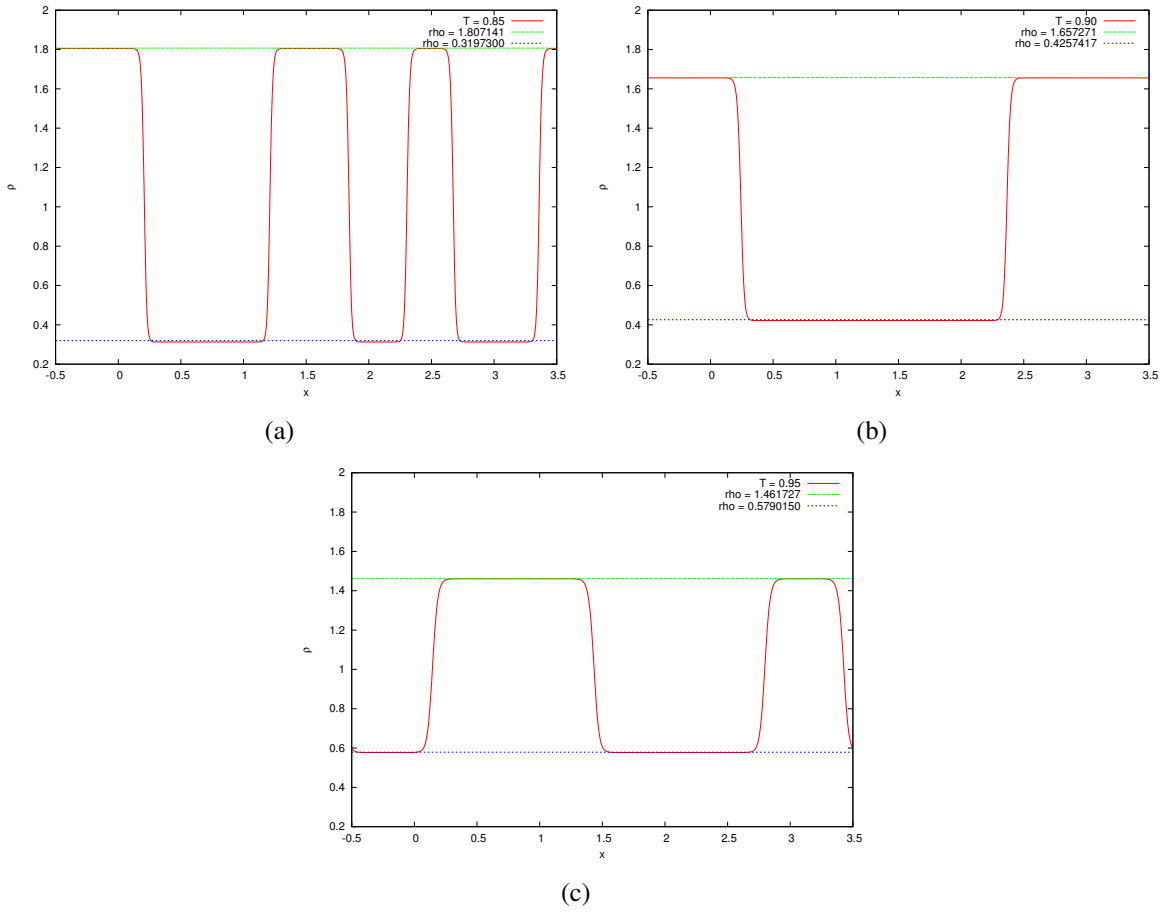 T = 0.85
rho = 1.807141
rho = 0.3197300
2
1.8
1.6
1.4
1.2
1
0.8
0.6
0.4
0.2
ρ
-0.5 0 0.5 1 1.5 2 2.5 3 3.5
x
(a)
T = 0.90
rho = 1.657271
rho = 0.4257417
2
1.8
1.6
1.4
1.2
1
0.8
0.6
0.4
0.2
ρ
-0.5 0 0.5 1 1.5 2 2.5 3 3.5
x
(b)
T = 0.95
rho = 1.461727
rho = 0.5790150
2
1.8
1.6
1.4
1.2
1
0.8
0.6
0.4
0.2
ρ
-0.5 0 0.5 1 1.5 2 2.5 3 3.5
x
(c)